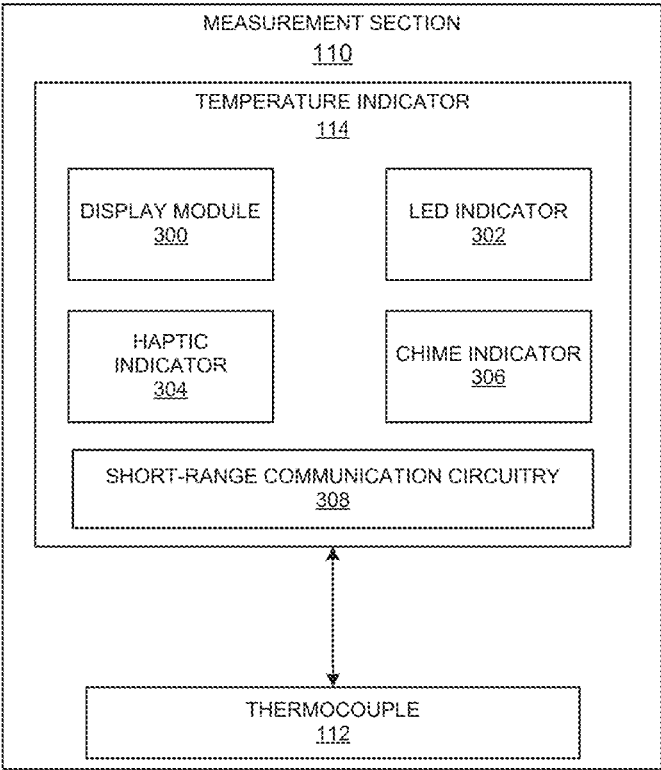 MEASUREMENT SECTION
110
TEMPERATURE INDICATOR
114
DISPLAY MODULE
300
LED INDICATOR
302
HAPTIC
INDICATOR
304
CHIME INDICATOR
306
SHORT-RANGE COMMUNICATION CIRCUITRY
308
THERMOCOUPLE
112